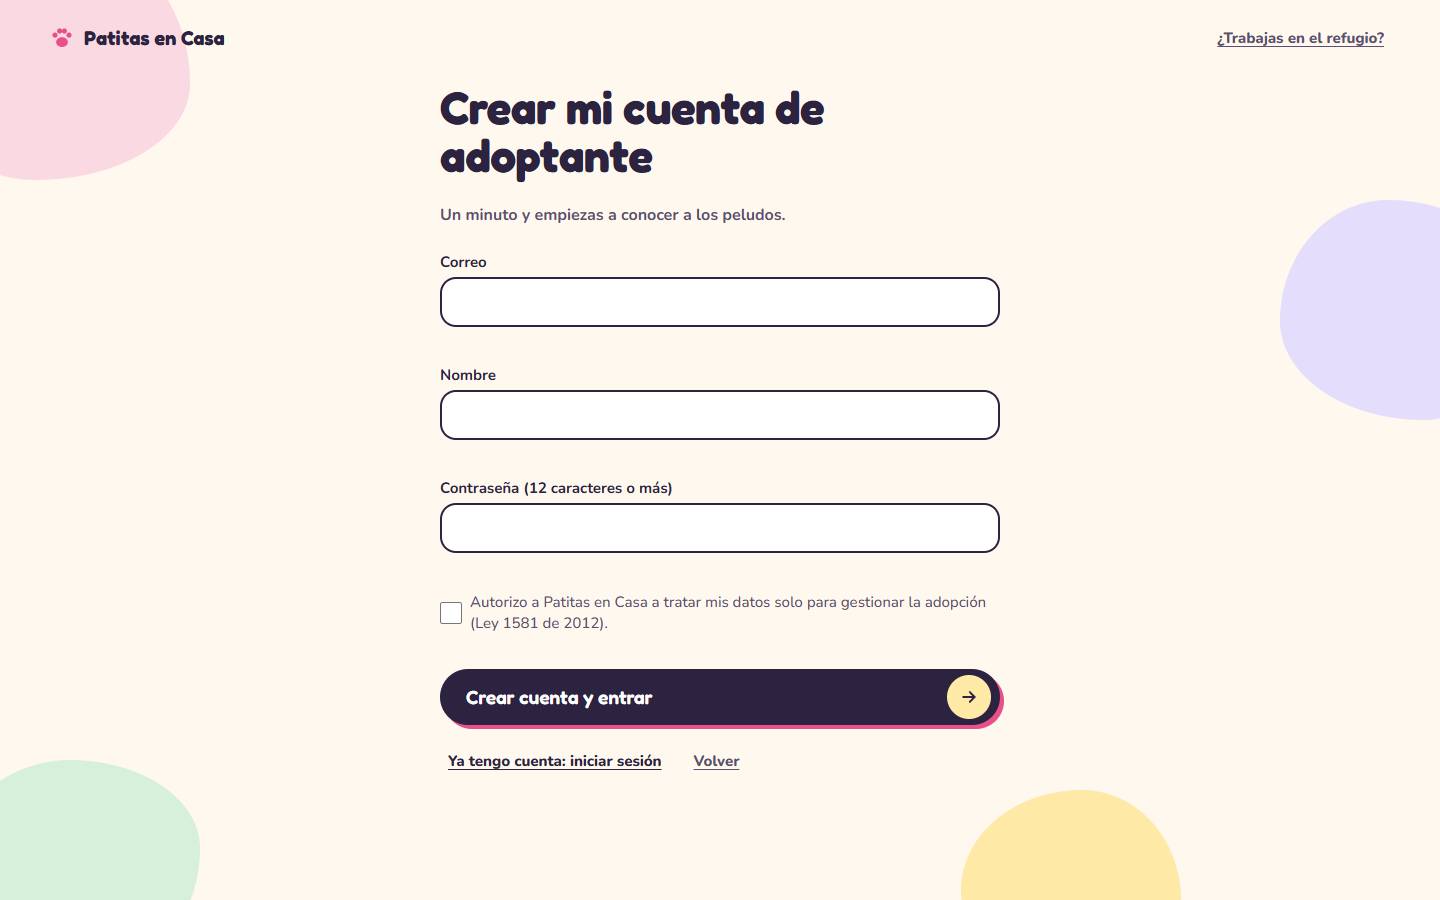 Patitas en Casa
¿Trabajas en el refugio?
Crear mi cuenta de
adoptante
Un minuto y empiezas a conocer a los peludos.
Correo
Nombre
Contraseña (12 caracteres o más)
Autorizo a Patitas en Casa a tratar mis datos solo para gestionar la adopción
(Ley 1581 de 2012).
Crear cuenta y entrar
Ya tengo cuenta: iniciar sesión
Volver